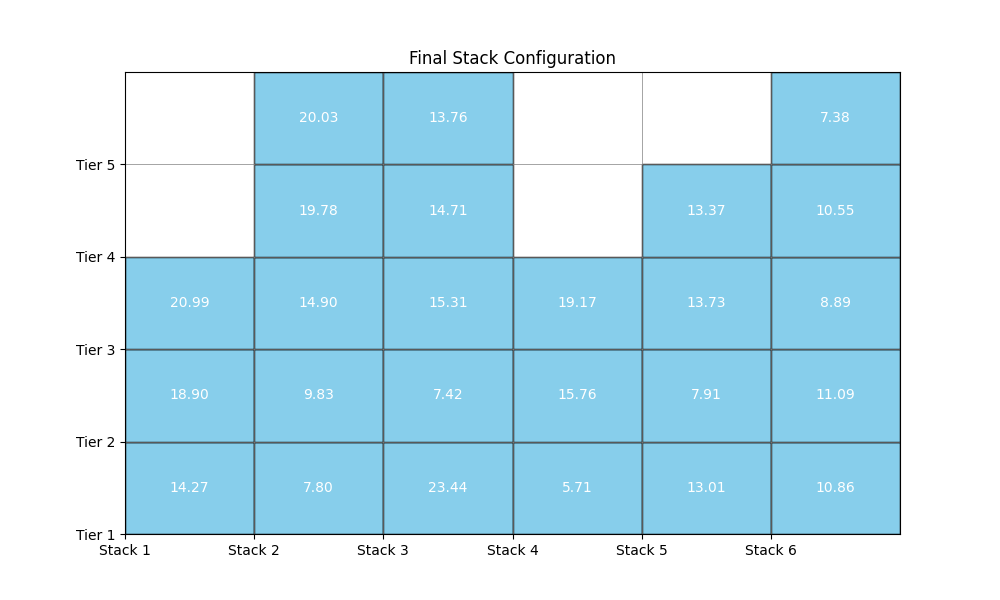 Final Stack Configuration
20.03 13.76 7.38
Tier 5
19.78 14.71 13.37 10.55
Tier 4
20.99 14.90 15.31 19.17 13.73 8.89
Tier 3
18.90 9.83 7.42 15.76 7.91 11.09
Tier 2
14.27 7.80 23.44 5.71 13.01 10.86
Tier 1
Stack 1 Stack 2 Stack 3 Stack 4 Stack 5 Stack 6